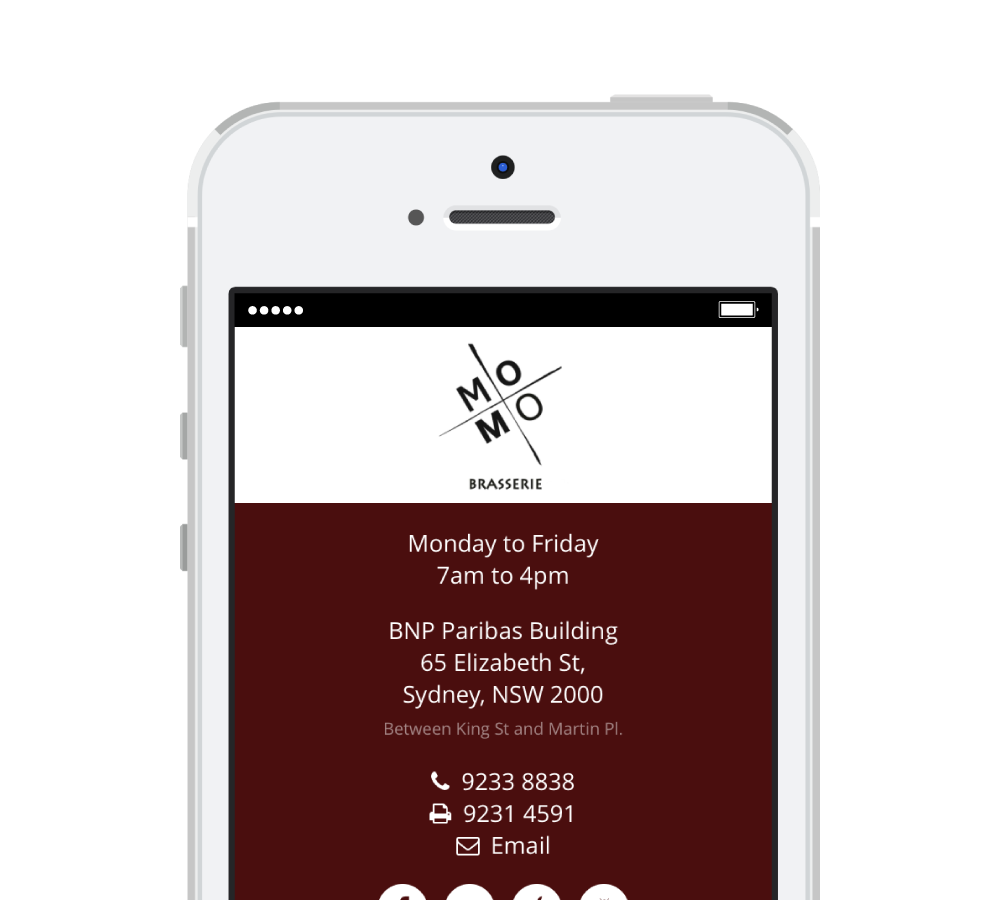 MO
MO
BRASSERIE
Monday to Friday
7am to 4pm
BNP Paribas Building
65 Elizabeth St,
Sydney, NSW 2000
Between King St and Martin Pl.
9233 8838
9231 4591
Email